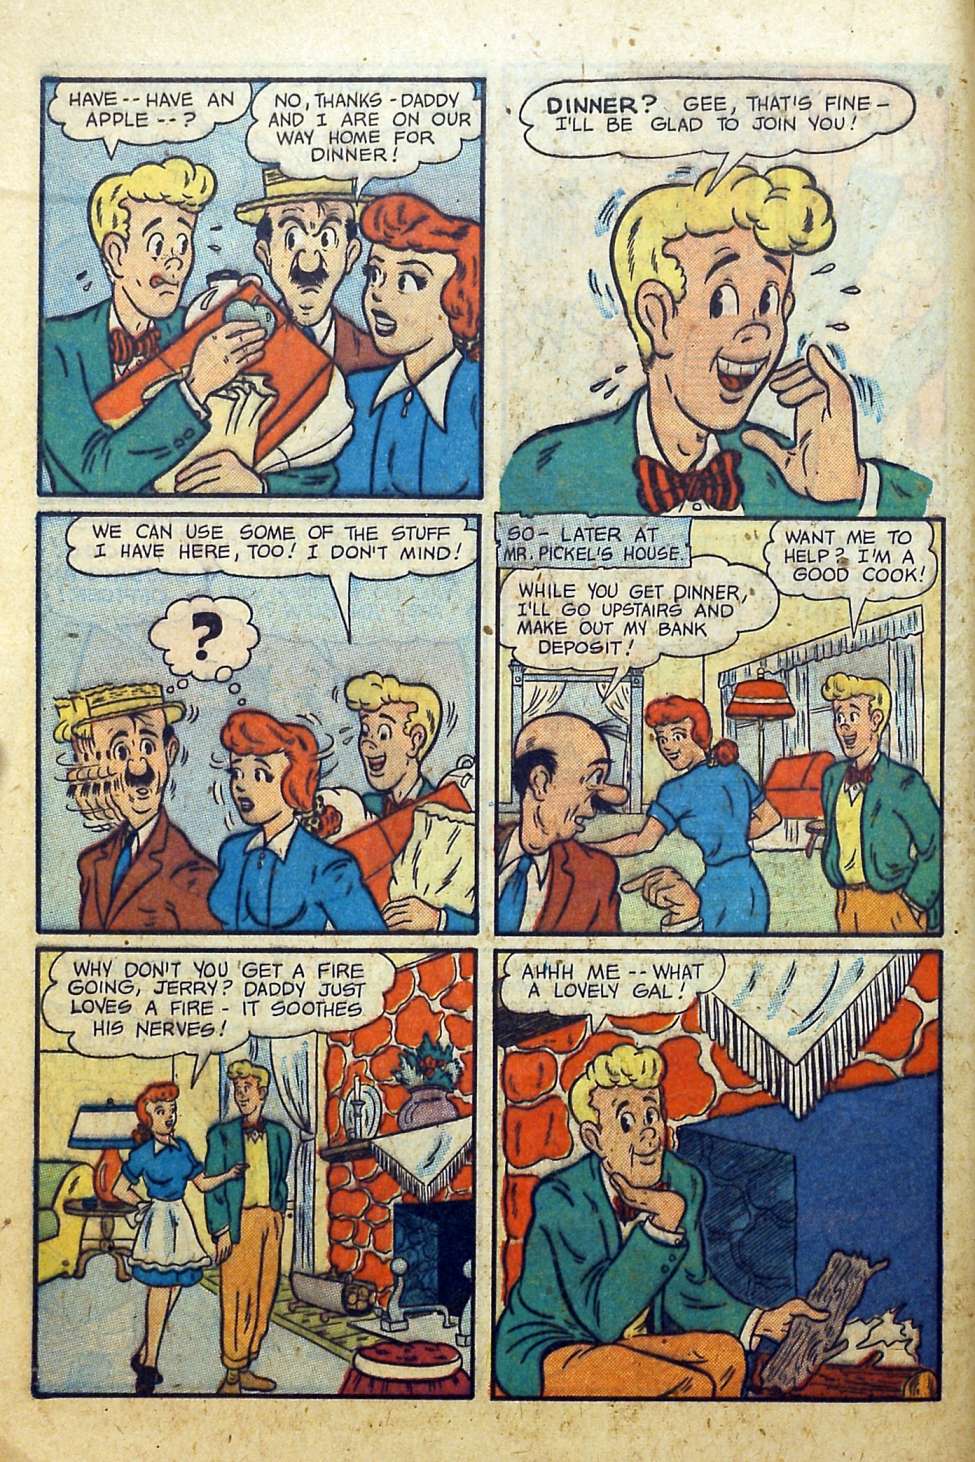 HAVE -- HAVE AN
APPLE -- ?
NO, THANKS - DADDY
AND I ARE ON OUR
WAY HOME FOR
DINNER!
DINNER? GEE, THAT'S FINE -
I'LL BE GLAD TO JOIN YOU!
WE CAN USE SOME OF THE STUFF
I HAVE HERE, TOO! I DON'T MIND!
?
SO - LATER AT
MR. PICKEL'S HOUSE.
WHILE YOU GET DINNER,
I'LL GO UPSTAIRS AND
MAKE OUT MY BANK
DEPOSIT!
WANT ME TO
HELP? I'M A
GOOD COOK!
WHY DON'T YOU GET A FIRE
GOING, JERRY? DADDY JUST
LOVES A FIRE - IT SOOTHES
HIS NERVES!
AHHH ME -- WHAT
A LOVELY GAL!